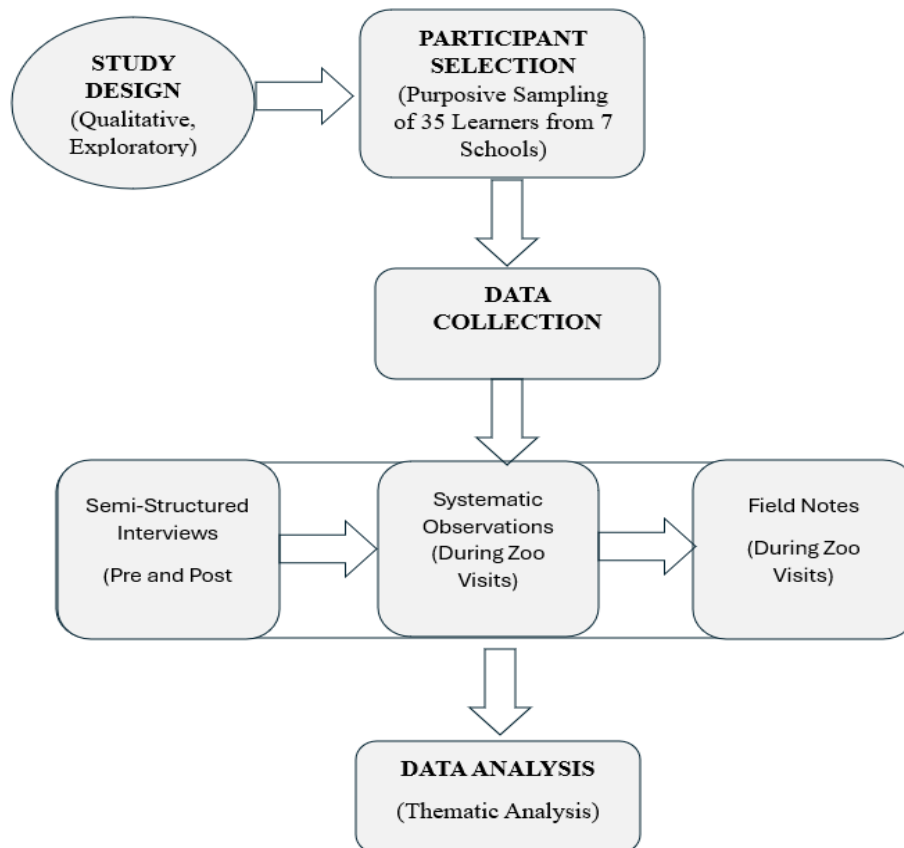 STUDY
DESIGN
(Qualitative,
Exploratory)
PARTICIPANT
SELECTION
(Purposive Sampling
of 35 Learners from 7
Schools)
DATA
COLLECTION
Semi-Structured
Interviews
(Pre and Post
Systematic
Observations
(During Zoo
Visits)
Field Notes
(During Zoo
Visits)
DATA ANALYSIS
(Thematic Analysis)